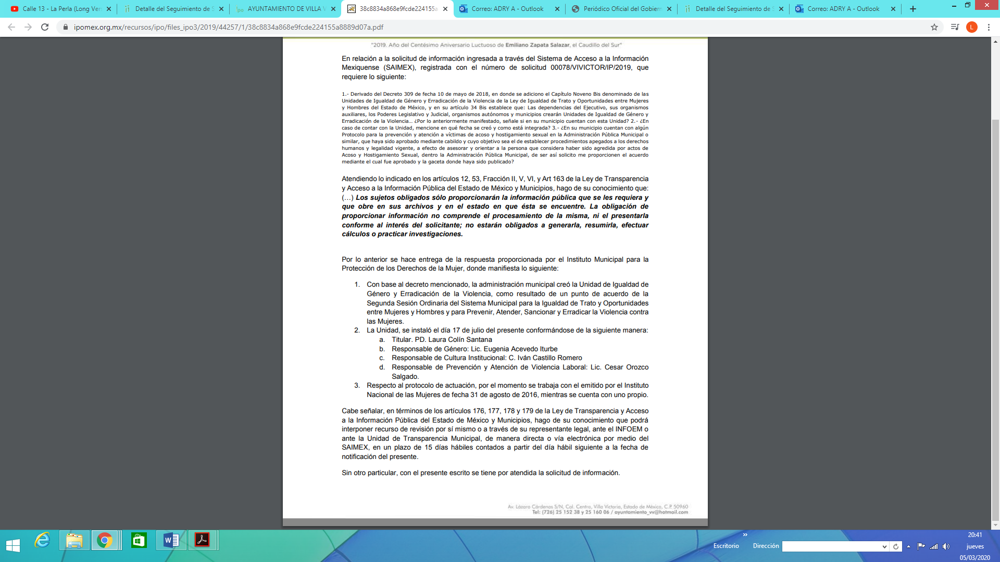 Calle 13 - La Perla (Long Ver
Detalle del Seguimiento de S
AYUNTAMIENTO DE VILLA V
38c8834a868e9fcde224155a
Correo: ADRY A - Outlook
Periódico Oficial del Gobiern
Detalle del Seguimiento de S
Correo: ADRY A - Outlook
ipomex.org.mx/recursos/ipo/files_ipo3/2019/44257/1/38c8834a868e9fcde224155a8889d07a.pdf
L
"2019. Año del Centésimo Aniversario Luctuoso de Emiliano Zapata Salazar, el Caudillo del Sur"
En relación a la solicitud de información ingresada a través del Sistema de Acceso a la Información
Mexiquense (SAIMEX), registrada con el número de solicitud 00078/VIVICTOR/IP/2019, que
requiere lo siguiente:
1.- Derivado del Decreto 309 de fecha 10 de mayo de 2018, en donde se adiciono el Capítulo Noveno Bis denominado de las
Unidades de Igualdad de Género y Erradicación de la Violencia de la Ley de Igualdad de Trato y Oportunidades entre Mujeres
y Hombres del Estado de México, y en su artículo 34 Bis establece que: Las dependencias del Ejecutivo, sus organismos
auxiliares, los Poderes Legislativo y Judicial, organismos autónomos y municipios crearán Unidades de Igualdad de Género y
Erradicación de la Violencia... ¿Por lo anteriormente manifestado, señale si en su municipio cuentan con esta Unidad? 2.- ¿En
caso de contar con la Unidad, mencione en qué fecha se creó y como está integrada? 3.- ¿En su municipio cuentan con algún
Protocolo para la prevención y atención a víctimas de acoso y hostigamiento sexual en la Administración Pública Municipal o
similar, que haya sido aprobado mediante cabildo y cuyo objetivo sea el de establecer procedimientos apegados a los derechos
humanos y legalidad vigente, a efecto de asesorar y orientar a la persona que considera haber sido agredida por actos de
Acoso y Hostigamiento Sexual, dentro la Administración Pública Municipal, de ser así solicito me proporcionen el acuerdo
mediante el cual fue aprobado y la gaceta donde haya sido publicado?
Atendiendo lo indicado en los artículos 12, 53, Fracción II, V, VI, y Art 163 de la Ley de Transparencia
y Acceso a la Información Pública del Estado de México y Municipios, hago de su conocimiento que:
(…) Los sujetos obligados sólo proporcionarán la información pública que se les requiera y
que obre en sus archivos y en el estado en que ésta se encuentre. La obligación de
proporcionar información no comprende el procesamiento de la misma, ni el presentarla
conforme al interés del solicitante; no estarán obligados a generarla, resumirla, efectuar
cálculos o practicar investigaciones.
Por lo anterior se hace entrega de la respuesta proporcionada por el Instituto Municipal para la
Protección de los Derechos de la Mujer, donde manifiesta lo siguiente:
1. Con base al decreto mencionado, la administración municipal creó la Unidad de Igualdad de
Género y Erradicación de la Violencia, como resultado de un punto de acuerdo de la
Segunda Sesión Ordinaria del Sistema Municipal para la Igualdad de Trato y Oportunidades
entre Mujeres y Hombres y para Prevenir, Atender, Sancionar y Erradicar la Violencia contra
las Mujeres.
2. La Unidad, se instaló el día 17 de julio del presente conformándose de la siguiente manera:
a. Titular. PD. Laura Colín Santana
b. Responsable de Género: Lic. Eugenia Acevedo Iturbe
c. Responsable de Cultura Institucional: C. Iván Castillo Romero
d. Responsable de Prevención y Atención de Violencia Laboral: Lic. Cesar Orozco
Salgado.
3. Respecto al protocolo de actuación, por el momento se trabaja con el emitido por el Instituto
Nacional de las Mujeres de fecha 31 de agosto de 2016, mientras se cuenta con uno propio.
Cabe señalar, en términos de los artículos 176, 177, 178 y 179 de la Ley de Transparencia y Acceso
a la Información Pública del Estado de México y Municipios, hago de su conocimiento que podrá
interponer recurso de revisión por sí mismo o a través de su representante legal, ante el INFOEM o
ante la Unidad de Transparencia Municipal, de manera directa o vía electrónica por medio del
SAIMEX, en un plazo de 15 días hábiles contados a partir del día hábil siguiente a la fecha de
notificación del presente.
Sin otro particular, con el presente escrito se tiene por atendida la solicitud de información.
Av. Lázaro Cárdenas S/N, Col. Centro, Villa Victoria, Estado de México, C.P. 50960
Tel: (726) 25 152 38 y 25 160 06 / ayuntamiento_vv@hotmail.com
Escritorio
Dirección
20:41
jueves
05/03/2020